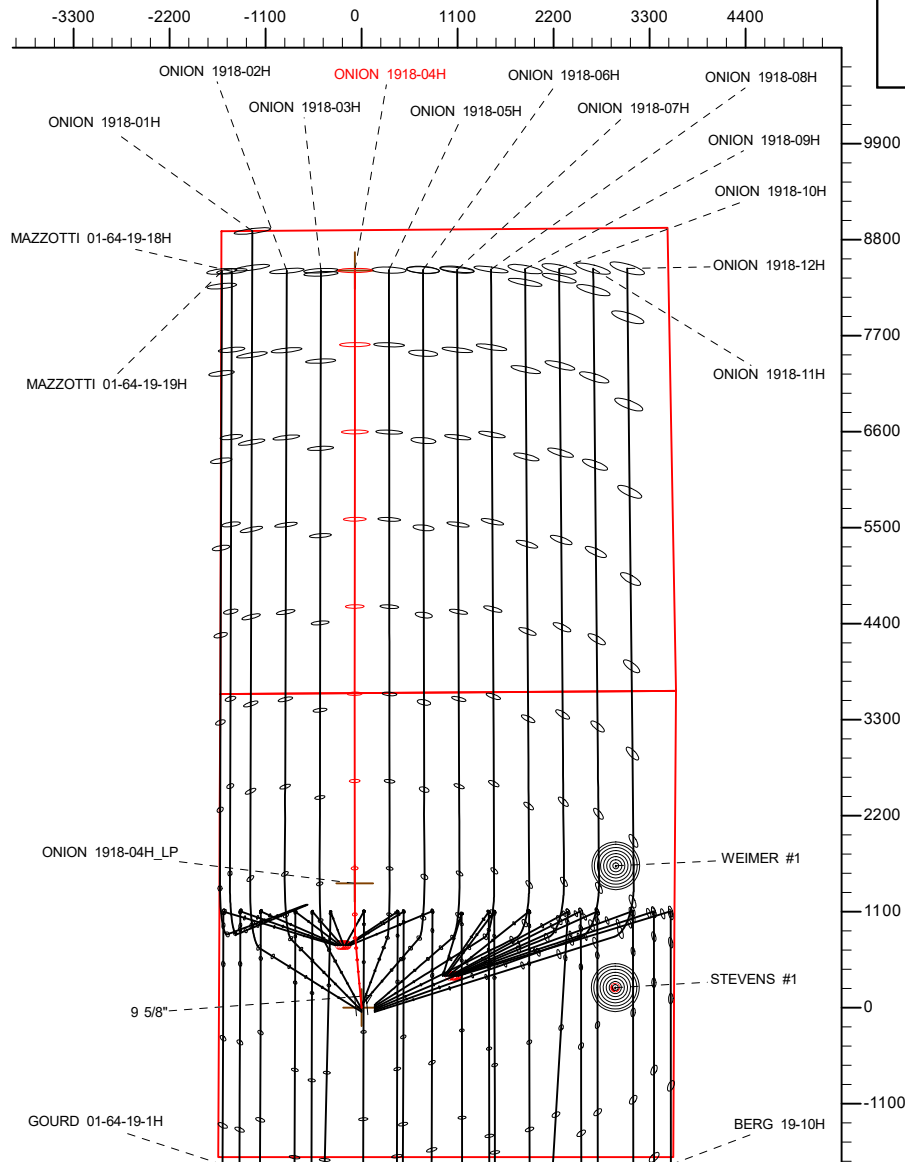 -3300 -2200 -1100 0 1100 2200 3300 4400
ONION 1918-02H
ONION 1918-04H
ONION 1918-06H
ONION 1918-08H
ONION 1918-03H
ONION 1918-05H
ONION 1918-07H
ONION 1918-01H
ONION 1918-09H
9900
ONION 1918-10H
MAZZOTTI 01-64-19-18H
8800
ONION 1918-12H
7700
MAZZOTTI 01-64-19-19H
ONION 1918-11H
6600
5500
4400
3300
2200
ONION 1918-04H_LP
WEIMER #1
1100
STEVENS #1
9 5/8"
0
-1100
GOURD 01-64-19-1H
BERG 19-10H